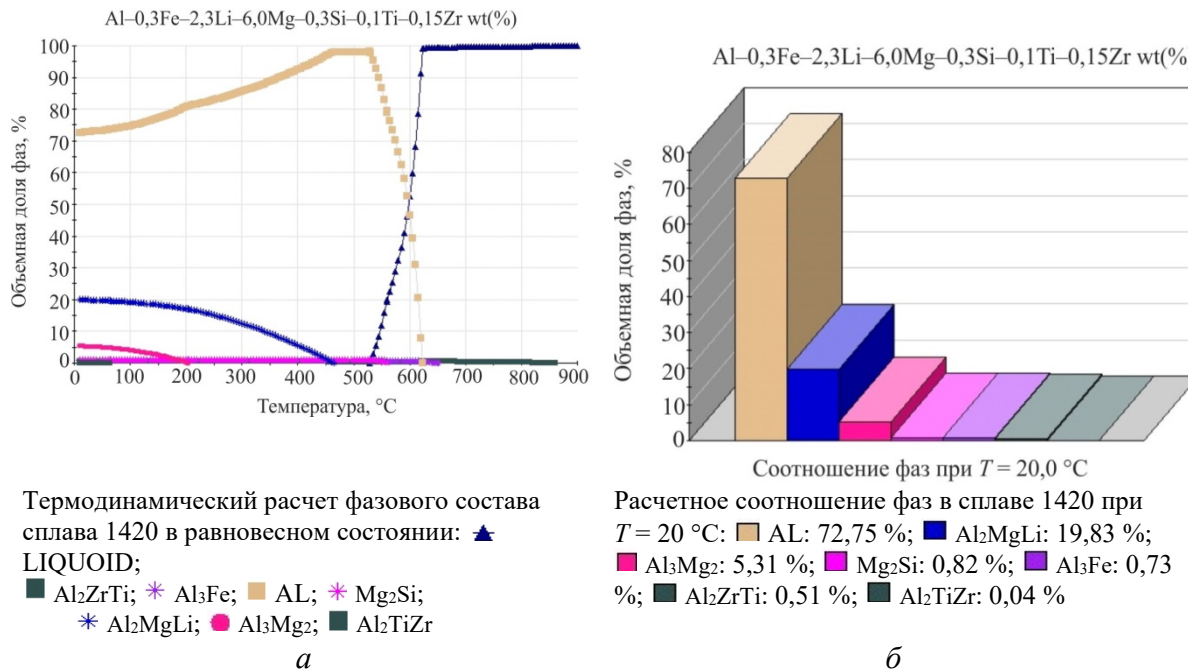 Al–0,3Fe–2,3Li–6,0Mg–0,3Si–0,1Ti–0,15Zr wt(%)
Объемная доля фаз, %
100
90
80
70
60
50
40
30
20
10
0
0 100 200 300 400 500 600 700 800 900
Температура, °C
Термодинамический расчет фазового состава
сплава 1420 в равновесном состоянии:
LIQUOID;
Al₂ZrTi; Al₃Fe; AL; Mg₂Si;
Al₂MgLi; Al₃Mg₂; Al₂TiZr
а
Al–0,3Fe–2,3Li–6,0Mg–0,3Si–0,1Ti–0,15Zr wt(%
Объемная доля фаз, %
80
70
60
50
40
30
20
10
0
Соотношение фаз при T = 20,0 °C
Расчетное соотношение фаз в сплаве 1420 при
T = 20 °C: AL: 72,75 %; Al₂MgLi: 19,83 %;
Al₃Mg₂: 5,31 %; Mg₂Si: 0,82 %; Al₃Fe: 0,73
%; Al₂ZrTi: 0,51 %; Al₂TiZr: 0,04 %
б